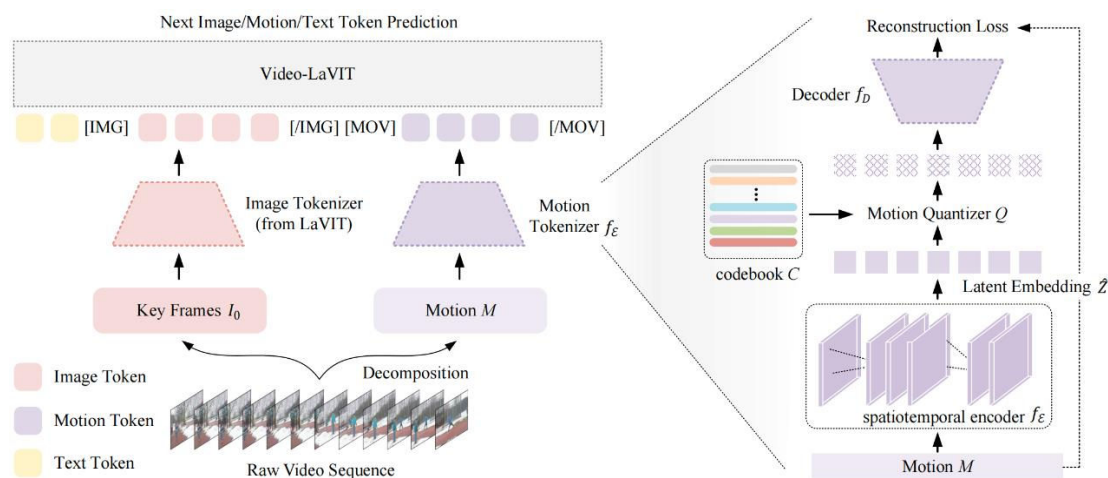 Next Image/Motion/Text Token Prediction
Video-LaVIT
[IMG] [/IMG] [MOV] [/MOV]
Image Tokenizer
(from LaVIT)
Motion
Tokenizer f_ℰ
Key Frames I₀
Motion M
Decomposition
Image Token
Motion Token
Text Token
Raw Video Sequence
Reconstruction Loss
Decoder f_D
Motion Quantizer Q
codebook C
Latent Embedding Ẑ
spatiotemporal encoder f_ℰ
Motion M